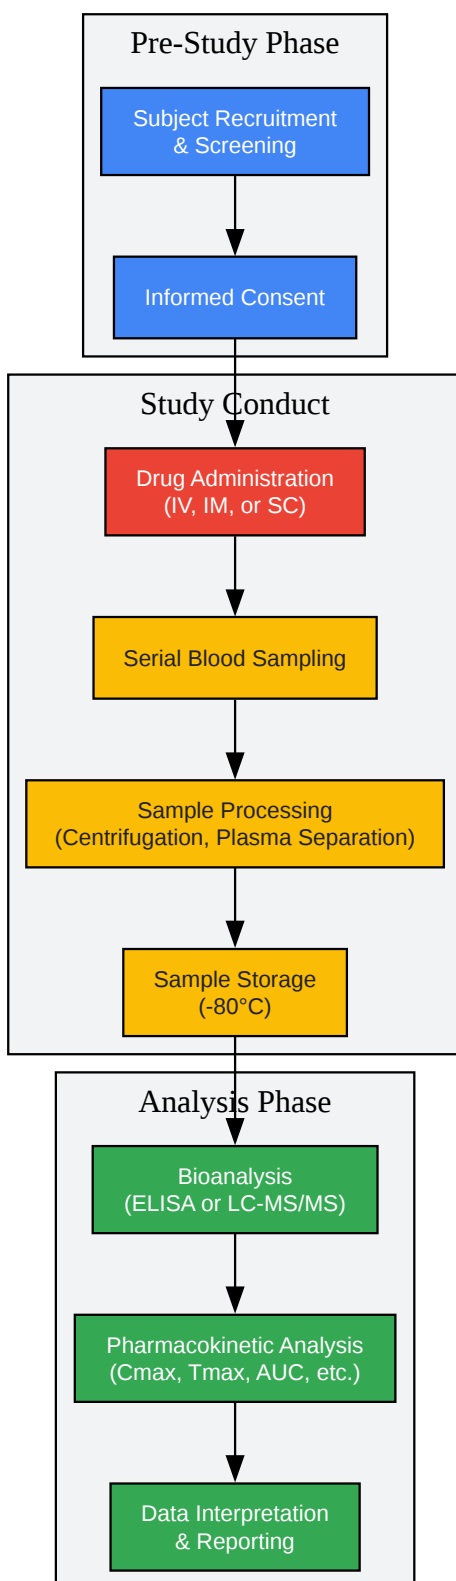 Pre-Study Phase
Subject Recruitment
& Screening
Informed Consent
Study Conduct
Drug Administration
(IV, IM, or SC)
Serial Blood Sampling
Sample Processing
(Centrifugation, Plasma Separation)
Sample Storage
(-80°C)
Analysis Phase
Bioanalysis
(ELISA or LC-MS/MS)
Pharmacokinetic Analysis
(Cmax, Tmax, AUC, etc.)
Data Interpretation
& Reporting